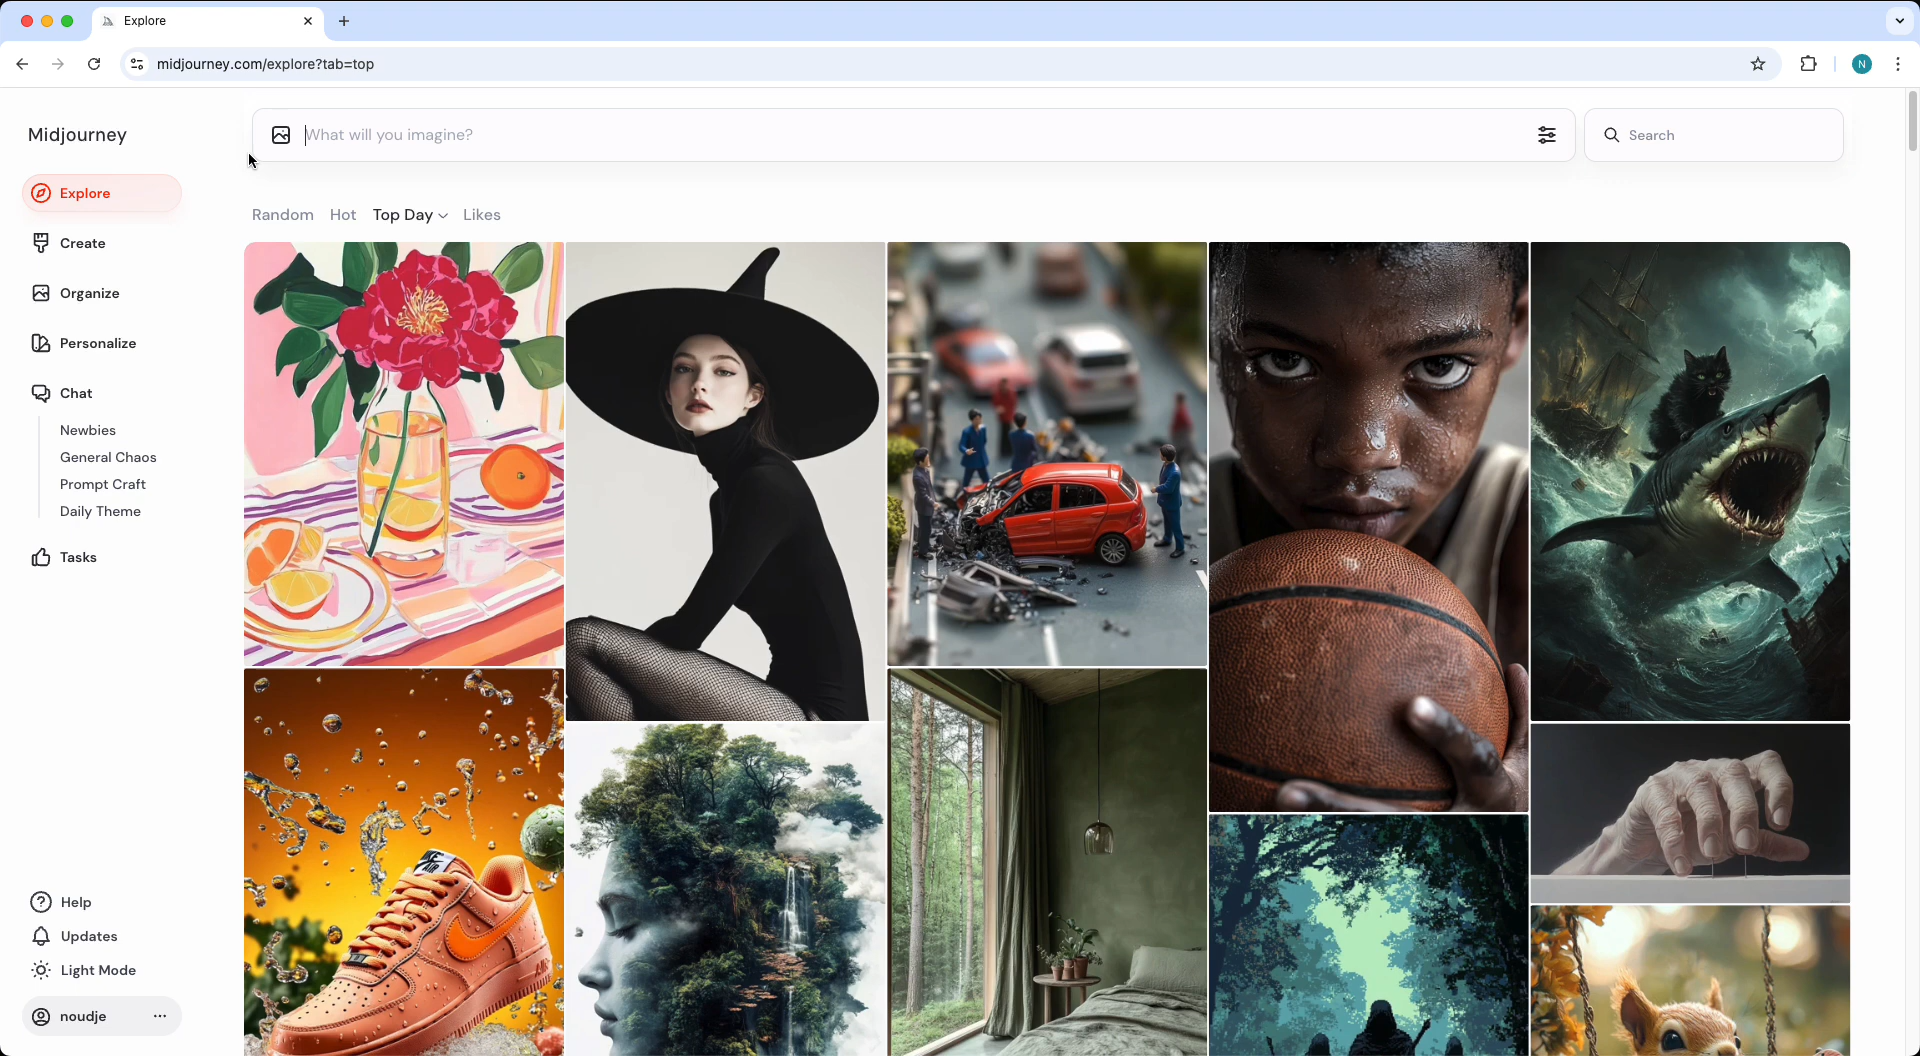 Explore
midjourney.com/explore?tab=top
N
Midjourney
What will you imagine?
Search
Explore
Create
Organize
Personalize
Chat
Newbies
General Chaos
Prompt Craft
Daily Theme
Tasks
Random Hot Top Day Likes
Help
Updates
Light Mode
noudje